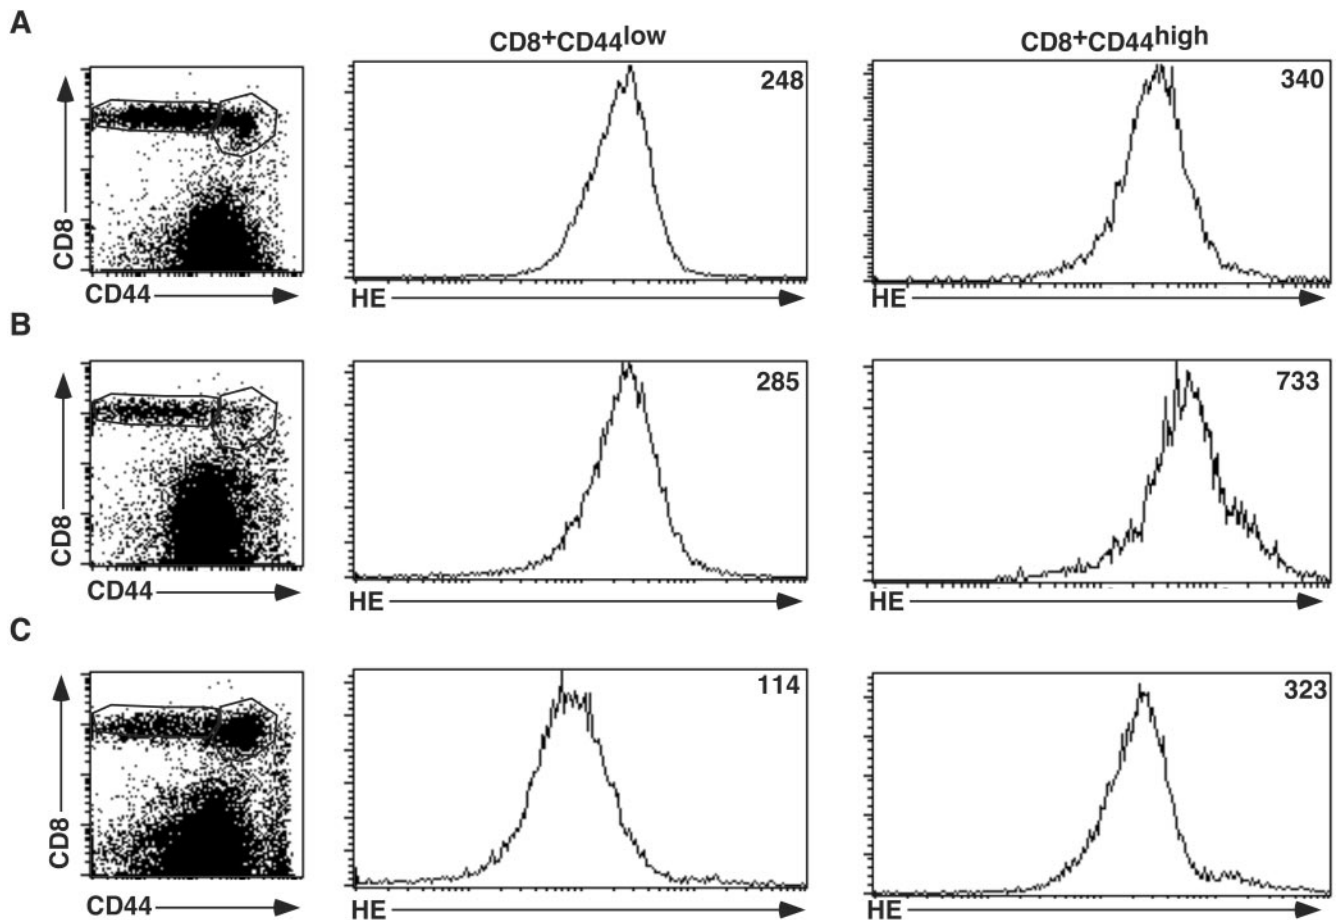 A
CD8+CD44low
CD8+CD44high
248
340
CD8
CD44
HE
HE
B
285
733
CD8
CD44
HE
HE
C
114
323
CD8
CD44
HE
HE